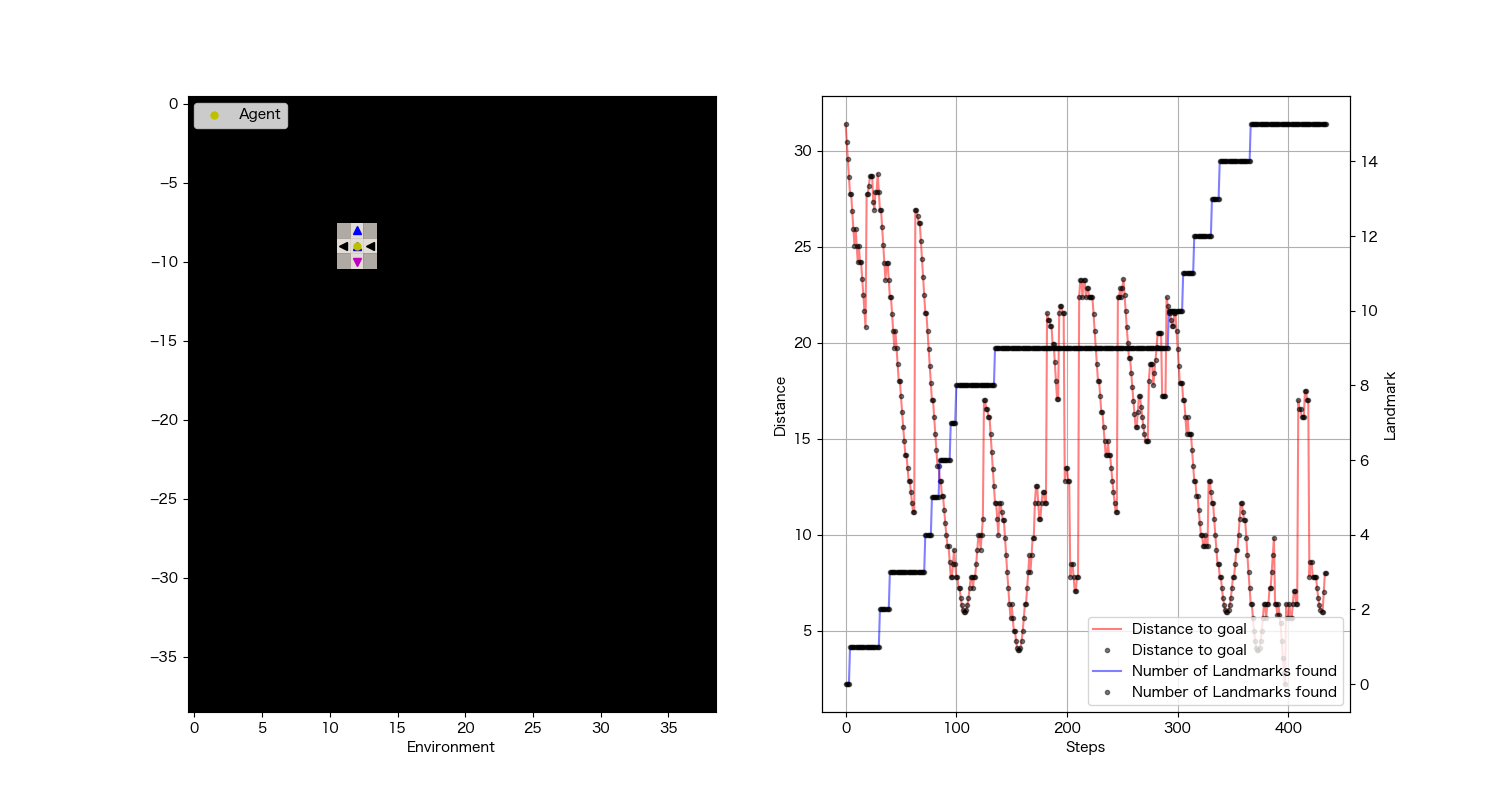 Agent
0
−5
−10
−15
−20
−25
−30
−35
0 5 10 15 20 25 30 35
Environment
30
25
20
15
10
5
Distance
14
12
10
8
6
4
2
0
Landmark
Distance to goal
Distance to goal
Number of Landmarks found
Number of Landmarks found
0 100 200 300 400
Steps